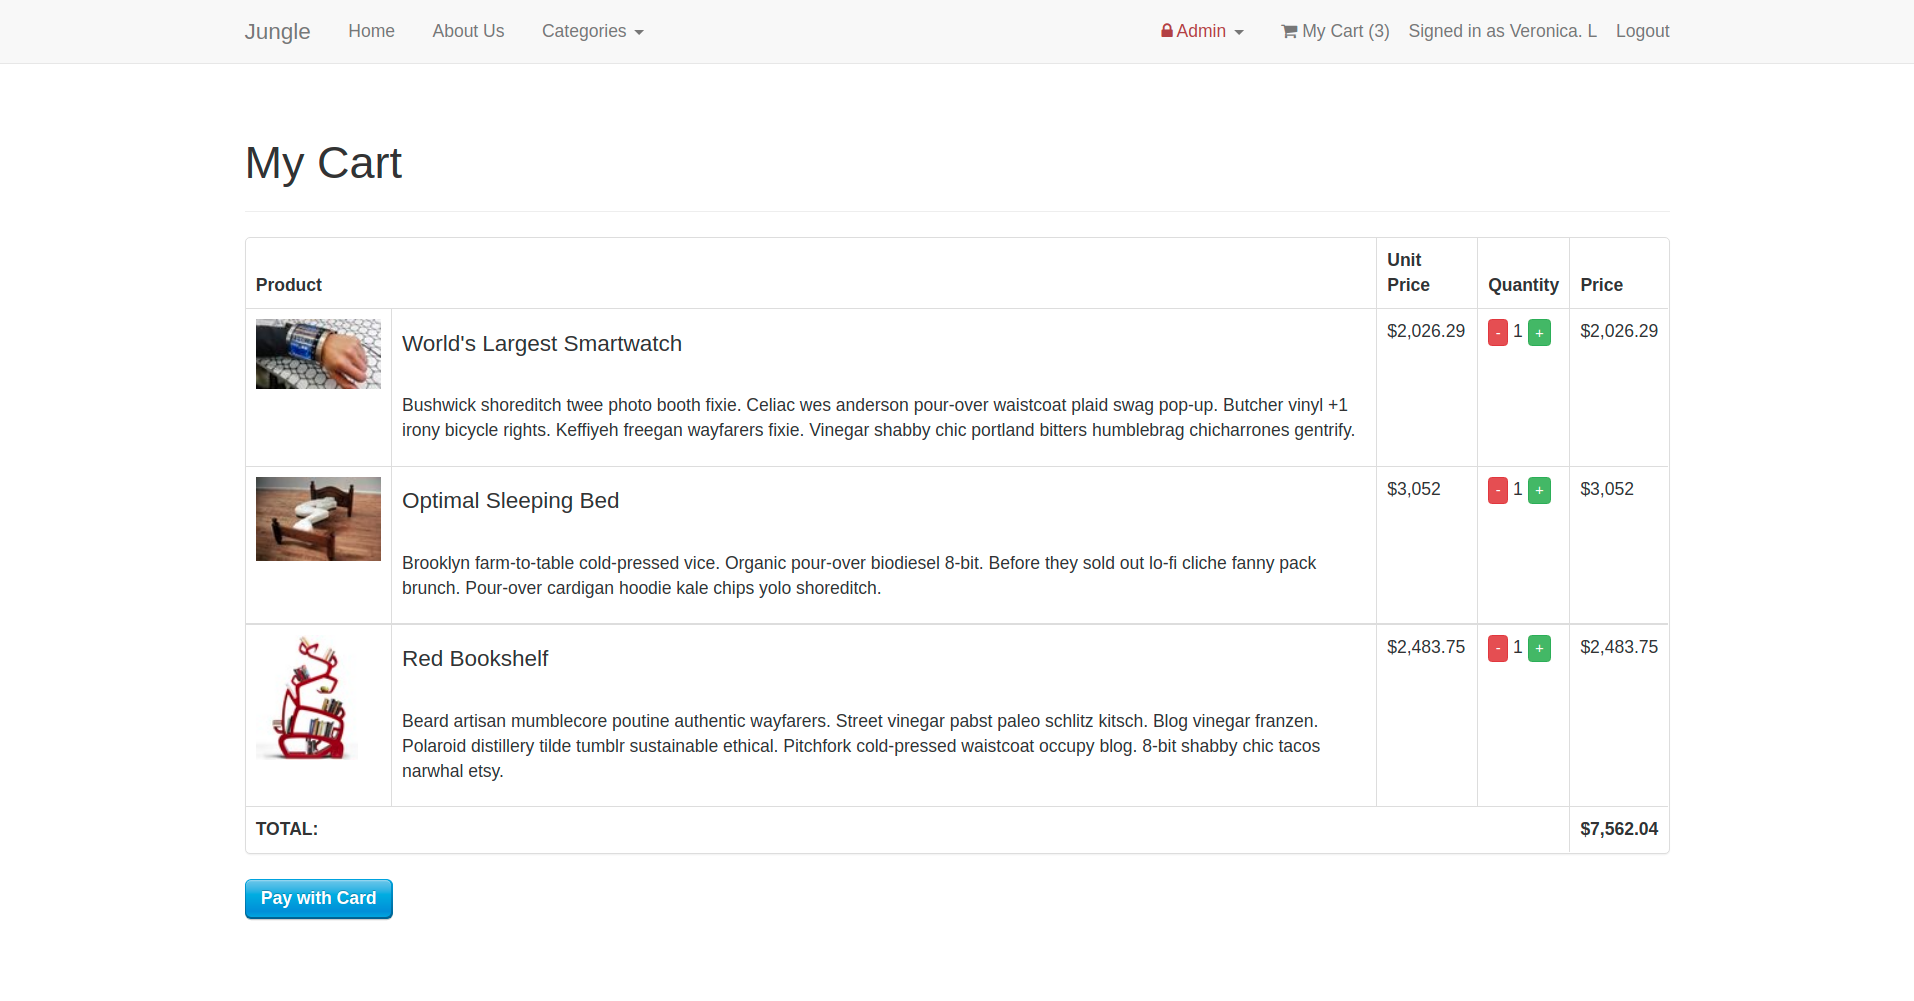 Jungle Home About Us Categories Admin My Cart (3) Signed in as Veronica. L Logout
My Cart
Product Unit Price Quantity Price
World's Largest Smartwatch $2,026.29 - 1 + $2,026.29
Bushwick shoreditch twee photo booth fixie. Celiac wes anderson pour-over waistcoat plaid swag pop-up. Butcher vinyl +1
irony bicycle rights. Keffiyeh freegan wayfarers fixie. Vinegar shabby chic portland bitters humblebrag chicharrones gentrify.
Optimal Sleeping Bed $3,052 - 1 + $3,052
Brooklyn farm-to-table cold-pressed vice. Organic pour-over biodiesel 8-bit. Before they sold out lo-fi cliche fanny pack
brunch. Pour-over cardigan hoodie kale chips yolo shoreditch.
Red Bookshelf $2,483.75 - 1 + $2,483.75
Beard artisan mumblecore poutine authentic wayfarers. Street vinegar pabst paleo schlitz kitsch. Blog vinegar franzen.
Polaroid distillery tilde tumblr sustainable ethical. Pitchfork cold-pressed waistcoat occupy blog. 8-bit shabby chic tacos
narwhal etsy.
TOTAL: $7,562.04
Pay with Card